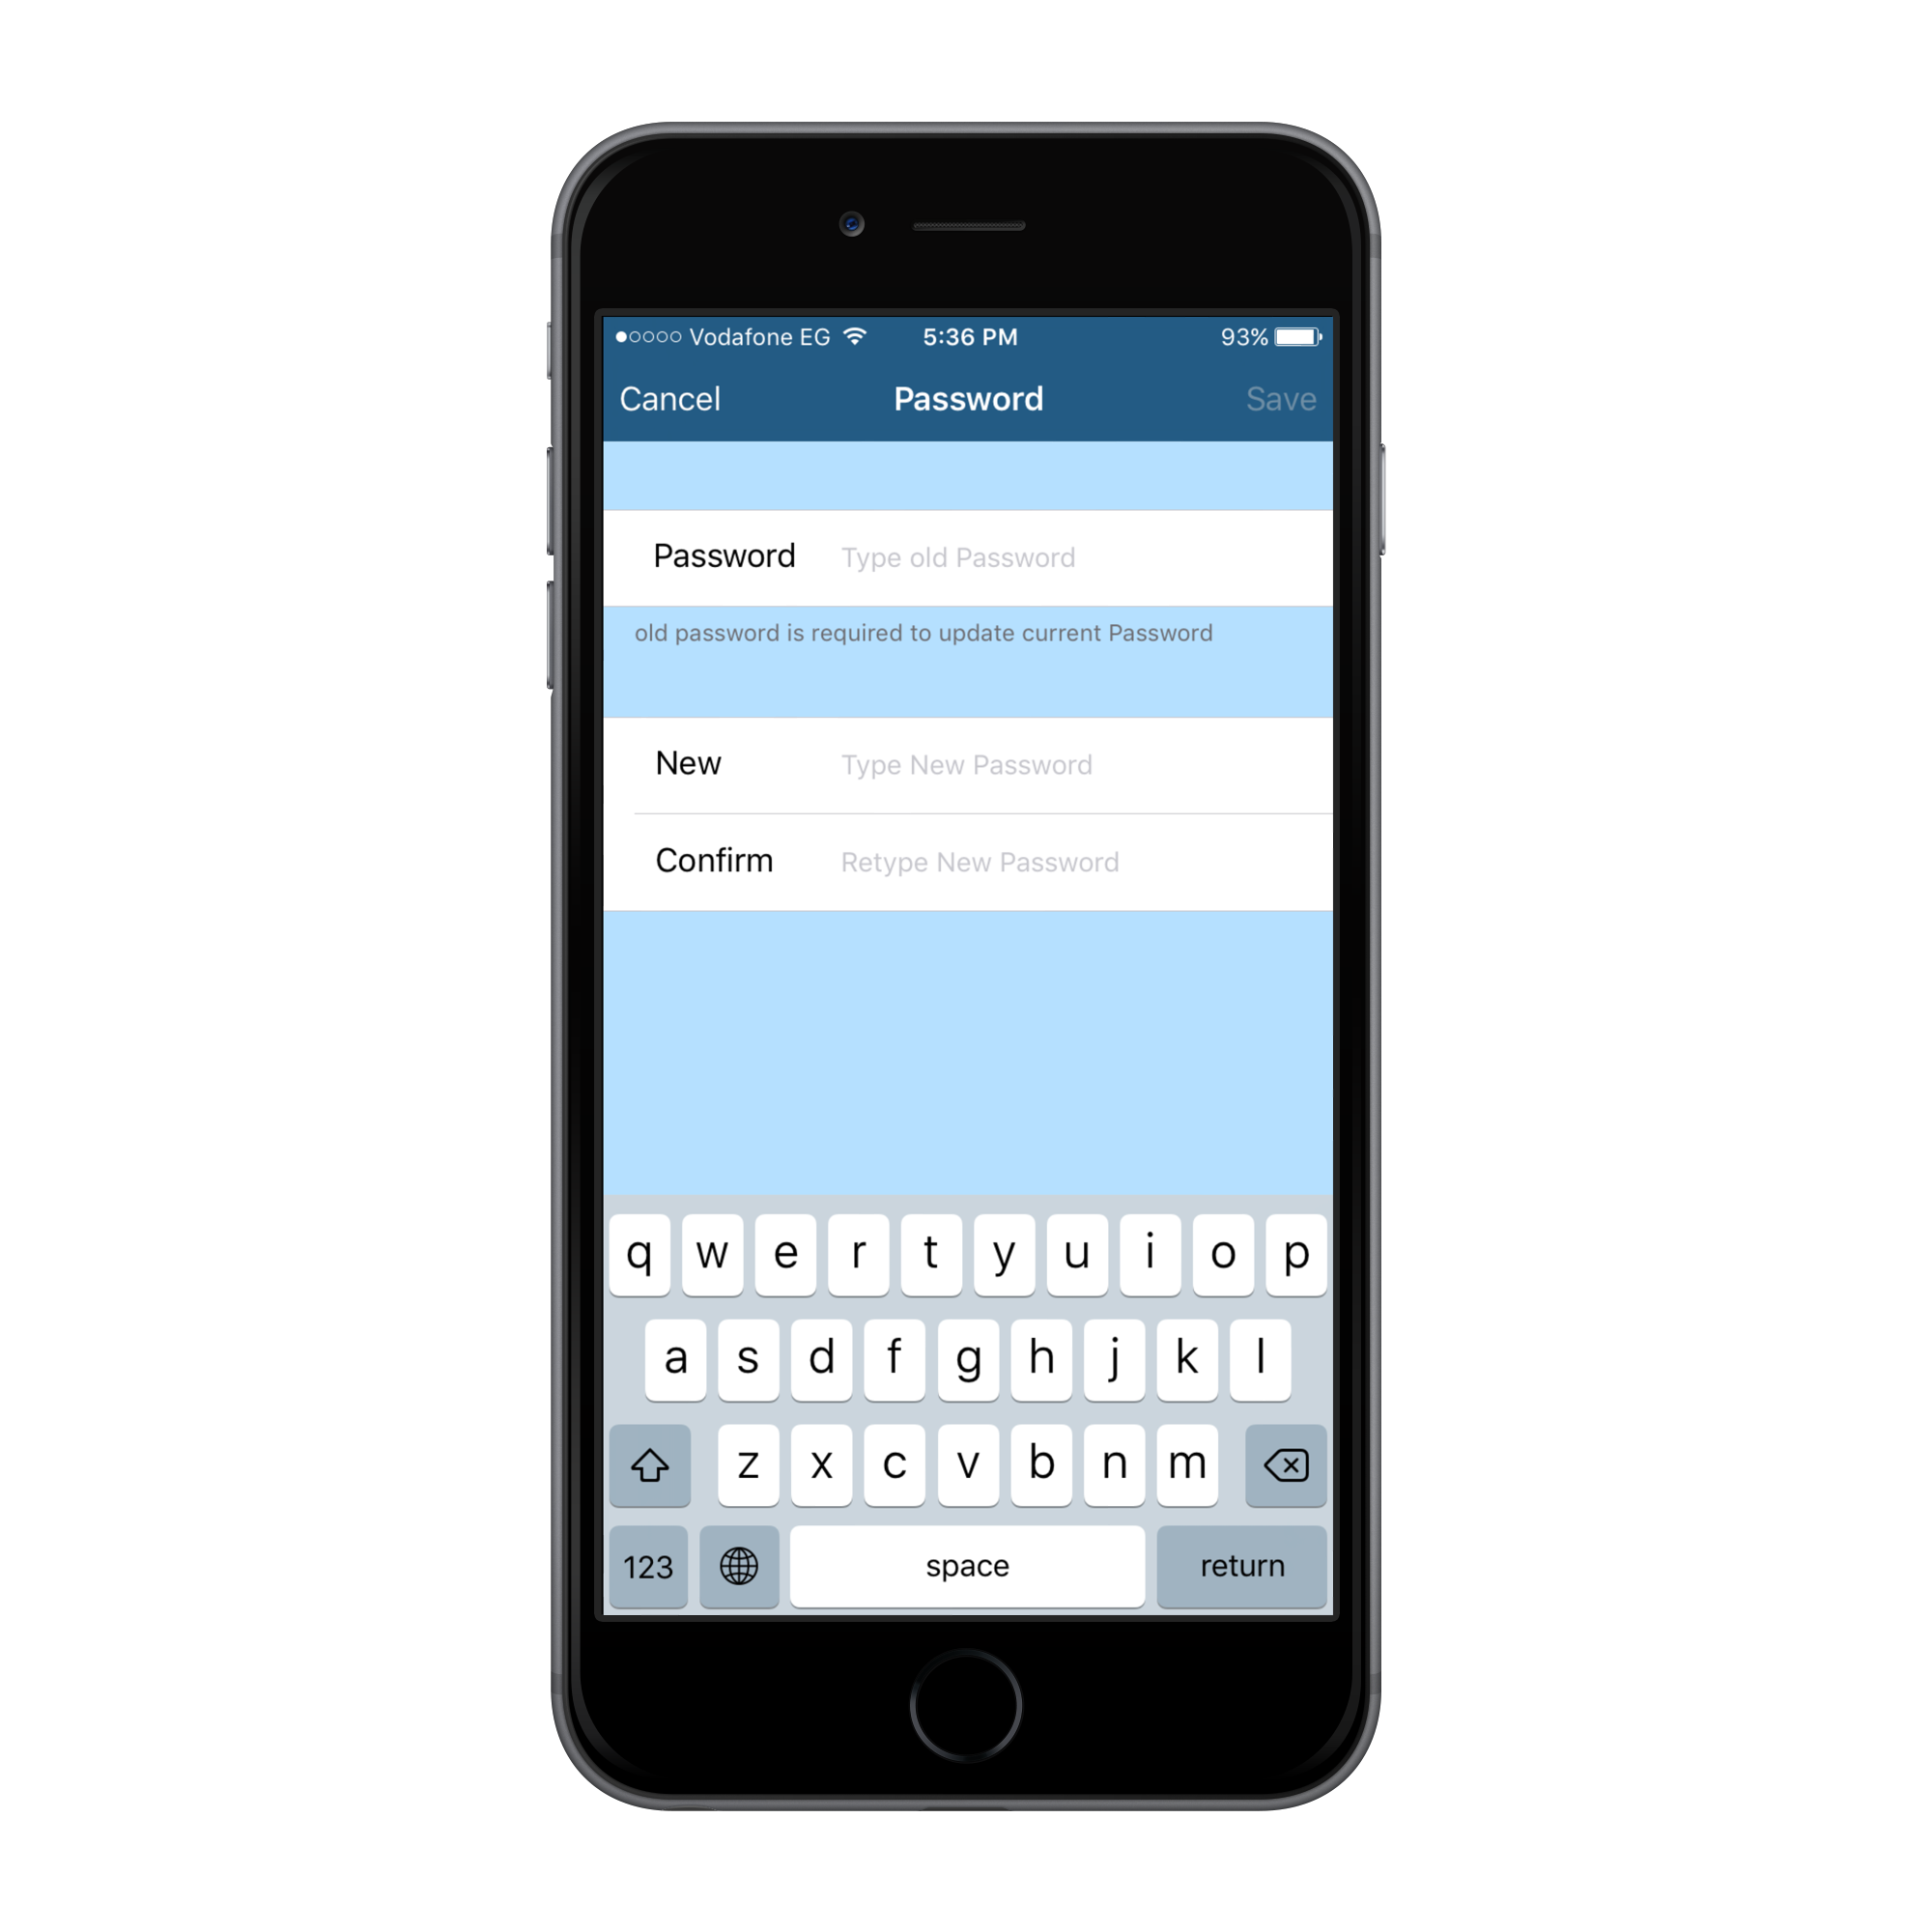 Vodafone EG 5:36 PM 93%
Cancel Password Save
Password Type old Password
old password is required to update current Password
New Type New Password
Confirm Retype New Password
q w e r t y u i o p
a s d f g h j k l
z x c v b n m
123 space return